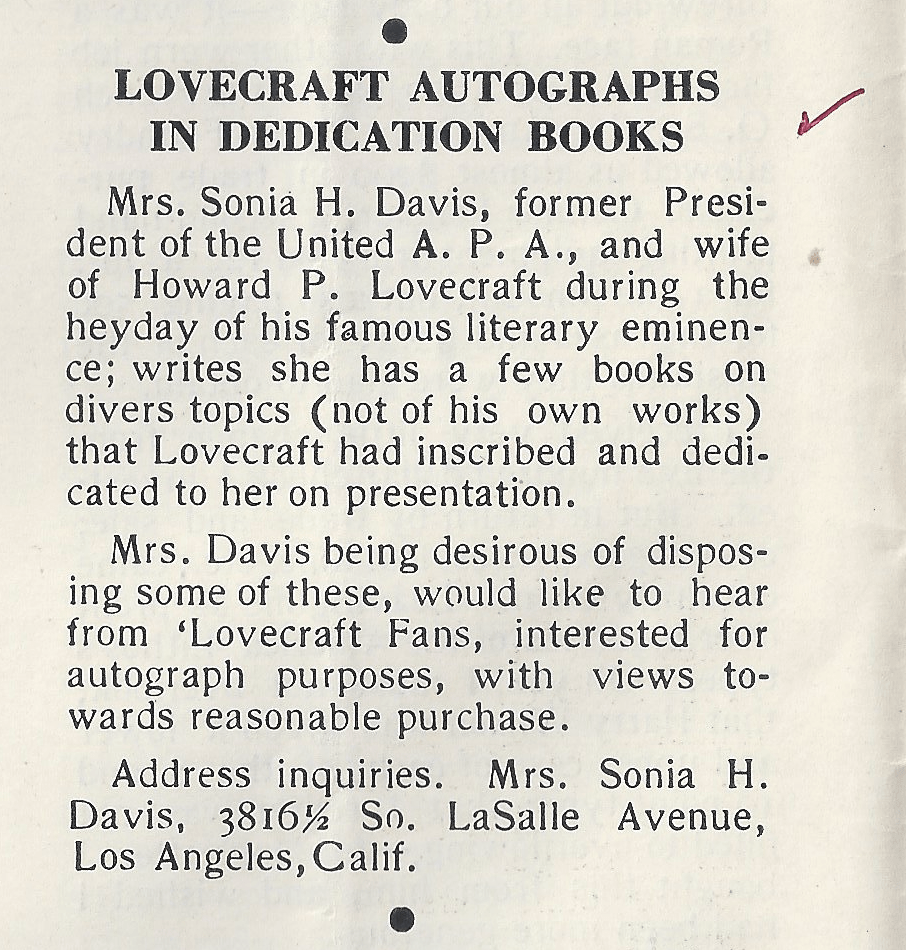 LOVECRAFT AUTOGRAPHS
IN DEDICATION BOOKS
Mrs. Sonia H. Davis, former Presi-
dent of the United A. P. A., and wife
of Howard P. Lovecraft during the
heyday of his famous literary eminen-
ce; writes she has a few books on
divers topics (not of his own works)
that Lovecraft had inscribed and dedi-
cated to her on presentation.
Mrs. Davis being desirous of dispos-
ing some of these, would like to hear
from ‘Lovecraft Fans, interested for
autograph purposes, with views to-
wards reasonable purchase.
Address inquiries. Mrs. Sonia H.
Davis, 3816½ So. LaSalle Avenue,
Los Angeles, Calif.